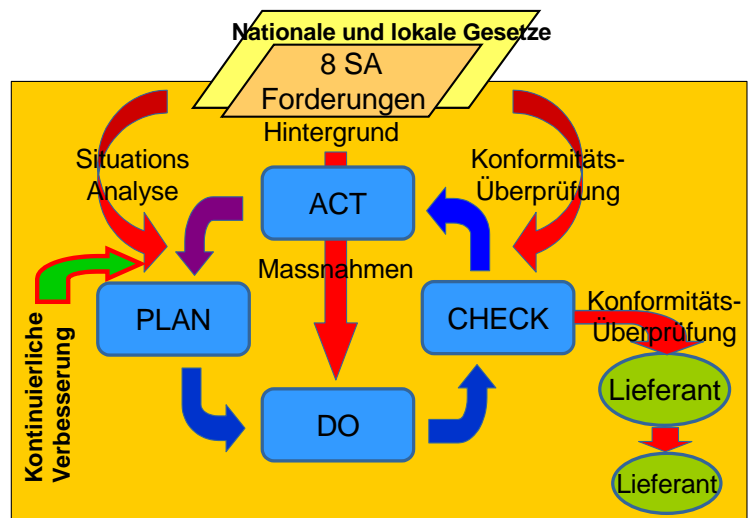 Nationale und lokale Gesetze
8 SA
Forderungen
Hintergrund
Situations
Analyse
Konformitäts-
Überprüfung
ACT
Massnahmen
PLAN
CHECK
Konformitäts-
Überprüfung
Kontinuierliche
Verbesserung
DO
Lieferant
Lieferant